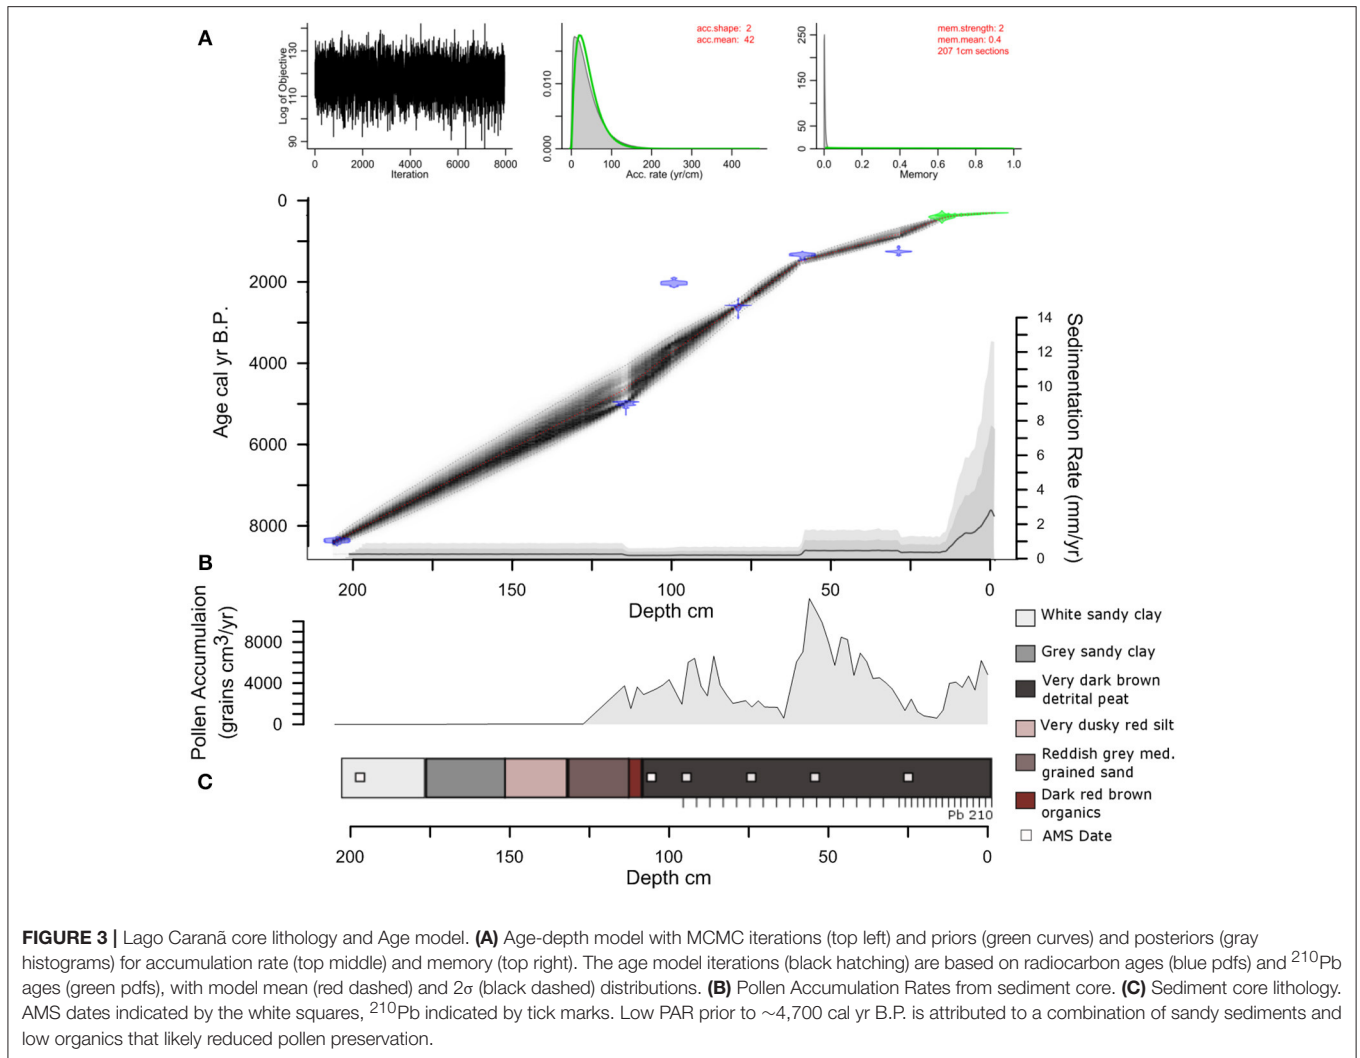 A
Log of Objective
90
110
130
0
2000
4000
6000
8000
Iteration
acc.shape: 2
acc.mean: 42
0.000
0.010
0
100
200
300
400
Acc. rate (yr/cm)
mem.strength: 2
mem.mean: 0.4
207 1cm sections
0
50
150
250
0.0
0.2
0.4
0.6
0.8
1.0
Memory
Age cal yr B.P.
0
2000
4000
6000
8000
Sedimentation Rate (mm/yr)
14
12
10
8
6
4
2
0
200
150
100
50
0
Depth cm
B
Pollen Accumulaion
(grains cm3/yr)
8000
4000
0
C
Pb 210
200
150
100
50
0
Depth cm
White sandy clay
Grey sandy clay
Very dark brown
detrital peat
Very dusky red silt
Reddish grey med.
grained sand
Dark red brown
organics
AMS Date
FIGURE 3 | Lago Caranã core lithology and Age model. (A) Age-depth model with MCMC iterations (top left) and priors (green curves) and posteriors (gray
histograms) for accumulation rate (top middle) and memory (top right). The age model iterations (black hatching) are based on radiocarbon ages (blue pdfs) and 210Pb
ages (green pdfs), with model mean (red dashed) and 2σ (black dashed) distributions. (B) Pollen Accumulation Rates from sediment core. (C) Sediment core lithology.
AMS dates indicated by the white squares, 210Pb indicated by tick marks. Low PAR prior to ~4,700 cal yr B.P. is attributed to a combination of sandy sediments and
low organics that likely reduced pollen preservation.